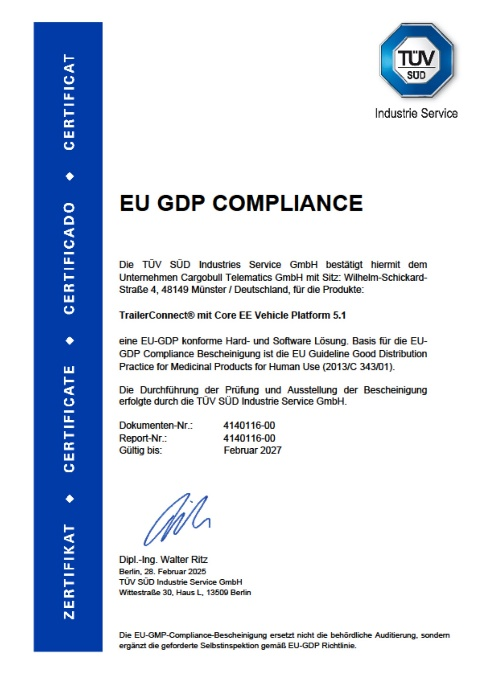 TÜV
SÜD
Industrie Service
ZERTIFIKAT ◆ CERTIFICATE ◆ CERTIFICADO ◆ CERTIFICAT
EU GDP COMPLIANCE
Die TÜV SÜD Industries Service GmbH bestätigt hiermit dem
Unternehmen Cargobull Telematics GmbH mit Sitz: Wilhelm-Schickard-
Straße 4, 48149 Münster / Deutschland, für die Produkte:
TrailerConnect® mit Core EE Vehicle Platform 5.1
eine EU-GDP konforme Hard- und Software Lösung. Basis für die EU-
GDP Compliance Bescheinigung ist die EU Guideline Good Distribution
Practice for Medicinal Products for Human Use (2013/C 343/01).
Die Durchführung der Prüfung und Ausstellung der Bescheinigung
erfolgte durch die TÜV SÜD Industrie Service GmbH.
Dokumenten-Nr.: 4140116-00
Report-Nr.: 4140116-00
Gültig bis: Februar 2027
Dipl.-Ing. Walter Ritz
Berlin, 28. Februar 2025
TÜV SÜD Industrie Service GmbH
Wittestraße 30, Haus L, 13509 Berlin
Die EU-GMP-Compliance-Bescheinigung ersetzt nicht die behördliche Auditierung, sondern
ergänzt die geforderte Selbstinspektion gemäß EU-GDP Richtlinie.